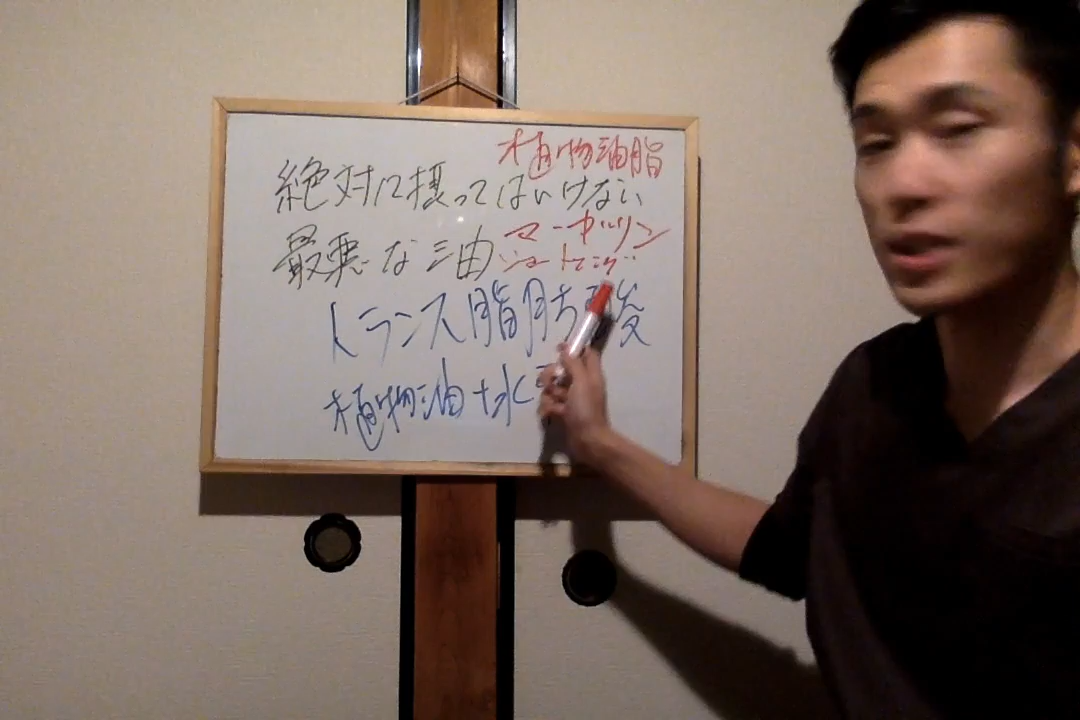 植物油脂
絶対に摂ってはいけない
最悪な油
マーガリン
ショートニング
トランス脂肪酸
植物油+水